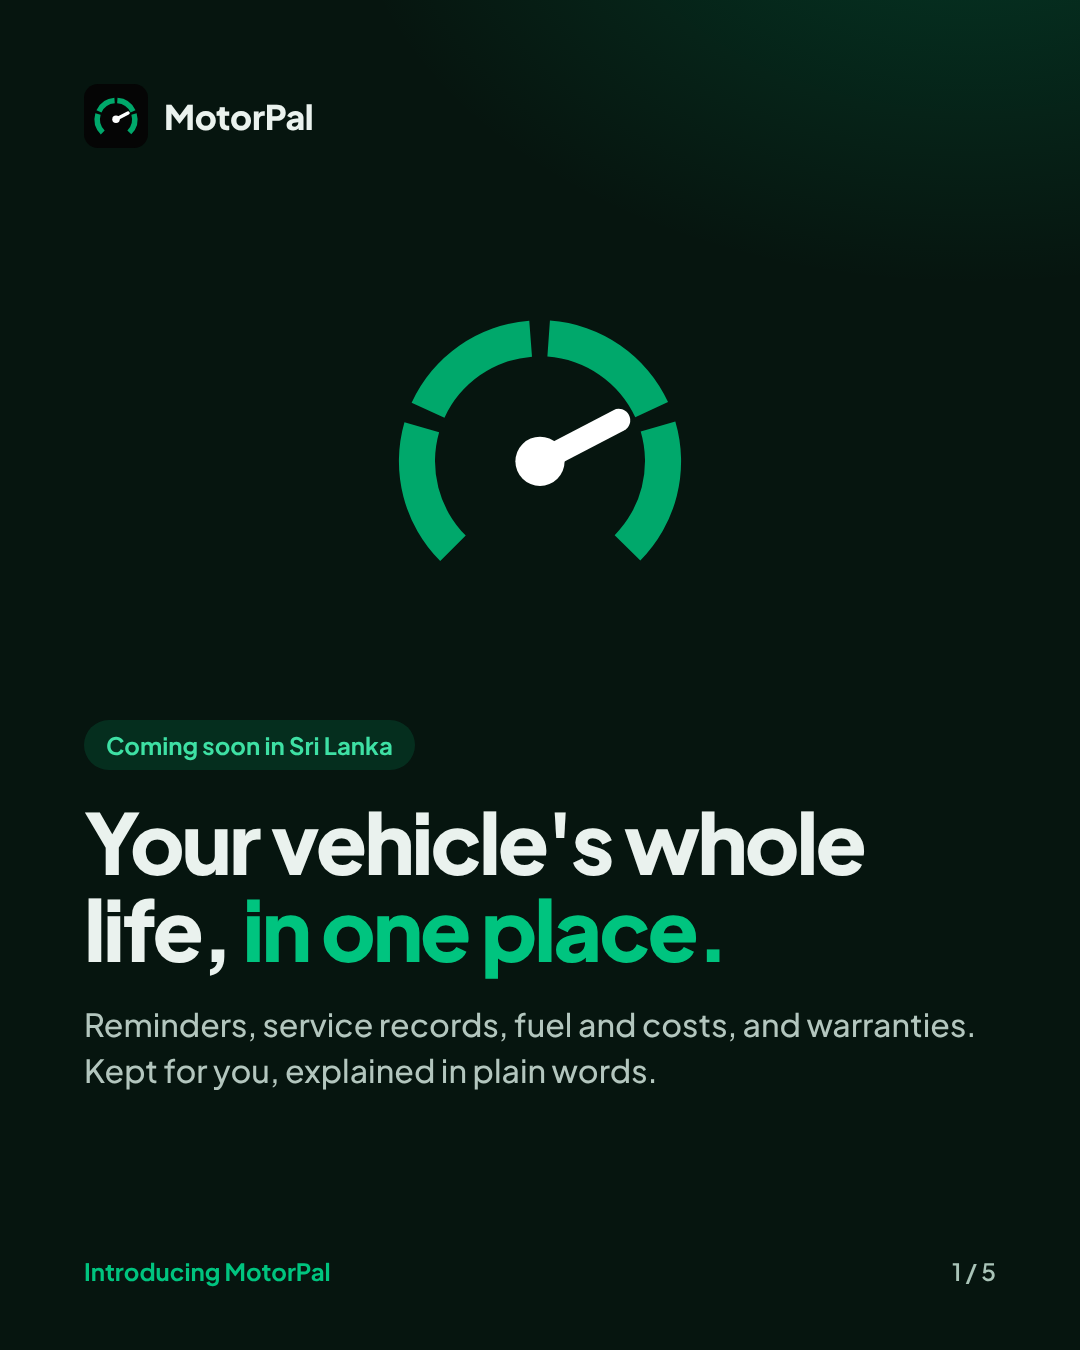 MotorPal
Coming soon in Sri Lanka
Your vehicle's whole
life, in one place.
Reminders, service records, fuel and costs, and warranties.
Kept for you, explained in plain words.
Introducing MotorPal
1 / 5